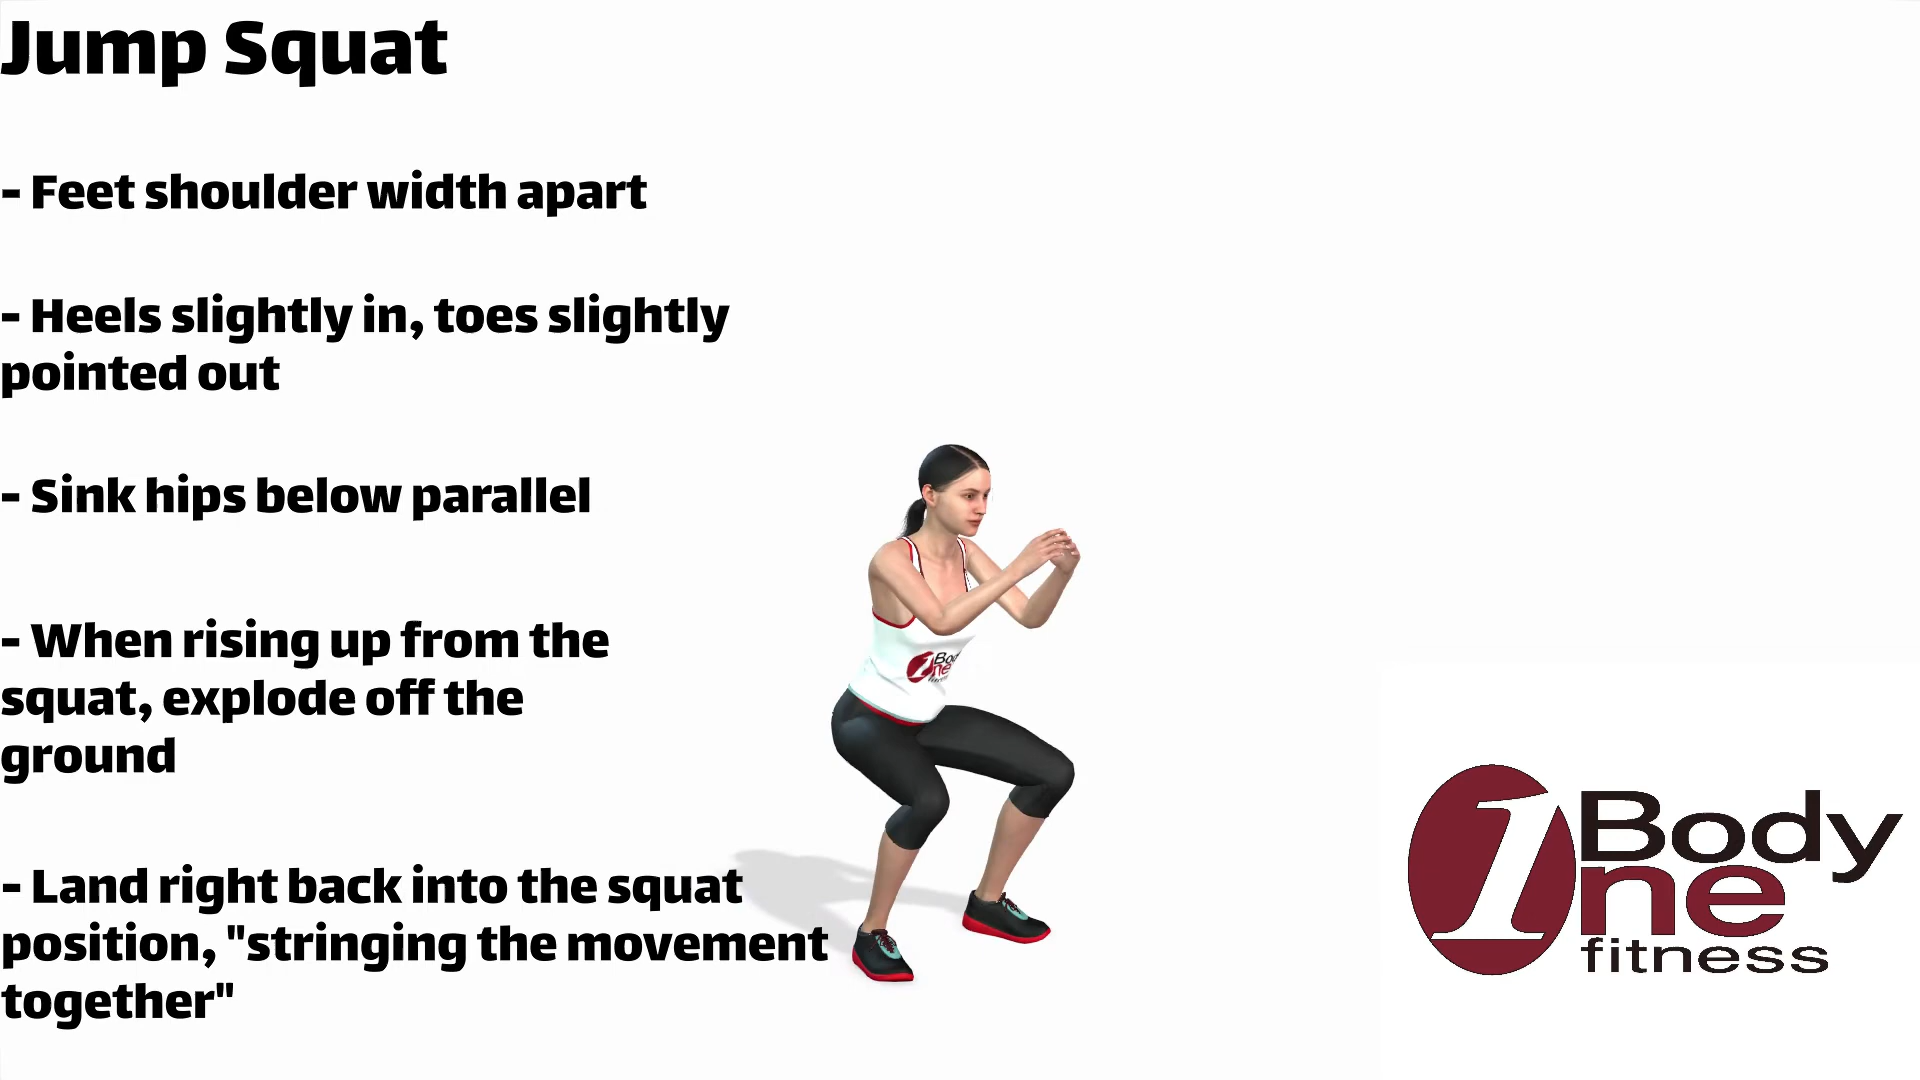 Jump Squat
- Feet shoulder width apart
- Heels slightly in, toes slightly
pointed out
- Sink hips below parallel
- When rising up from the
squat, explode off the
ground
- Land right back into the squat
position, "stringing the movement
together"
1 Body
ne
fitness